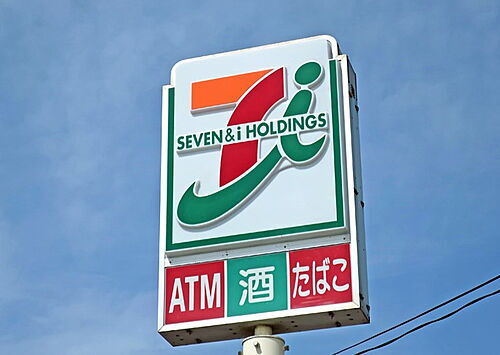 SEVEN & i HOLDINGS
ATM 酒 たばこ